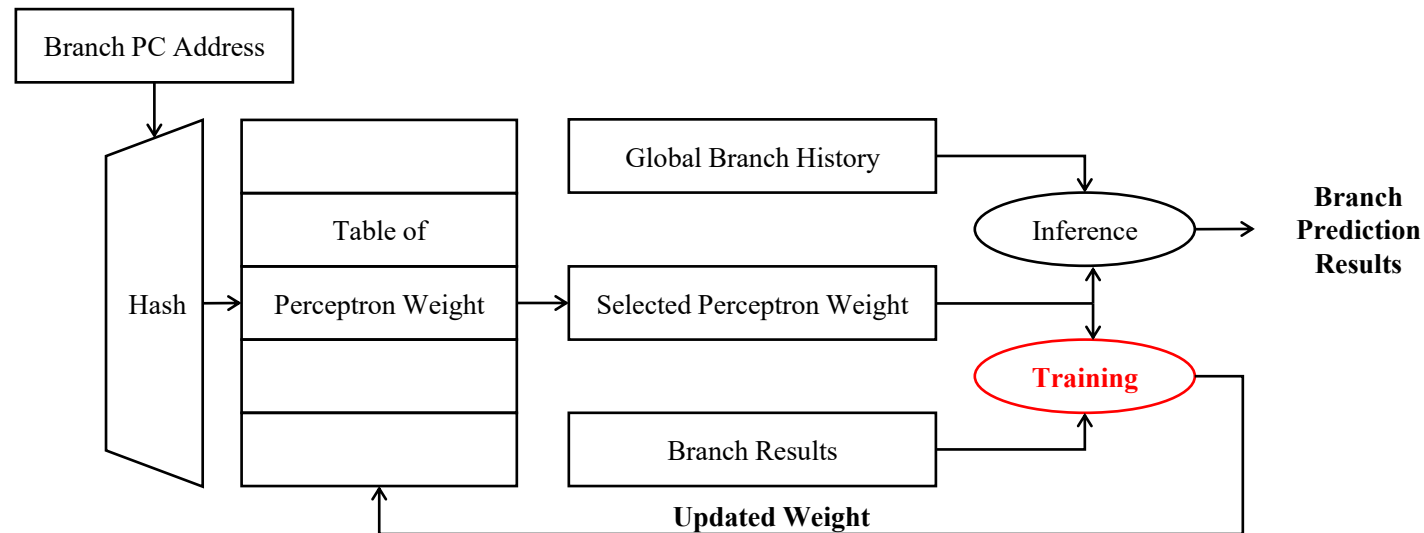 Branch PC Address
Hash
Table of
Perceptron Weight
Global Branch History
Selected Perceptron Weight
Branch Results
Inference
Training
Branch
Prediction
Results
Updated Weight